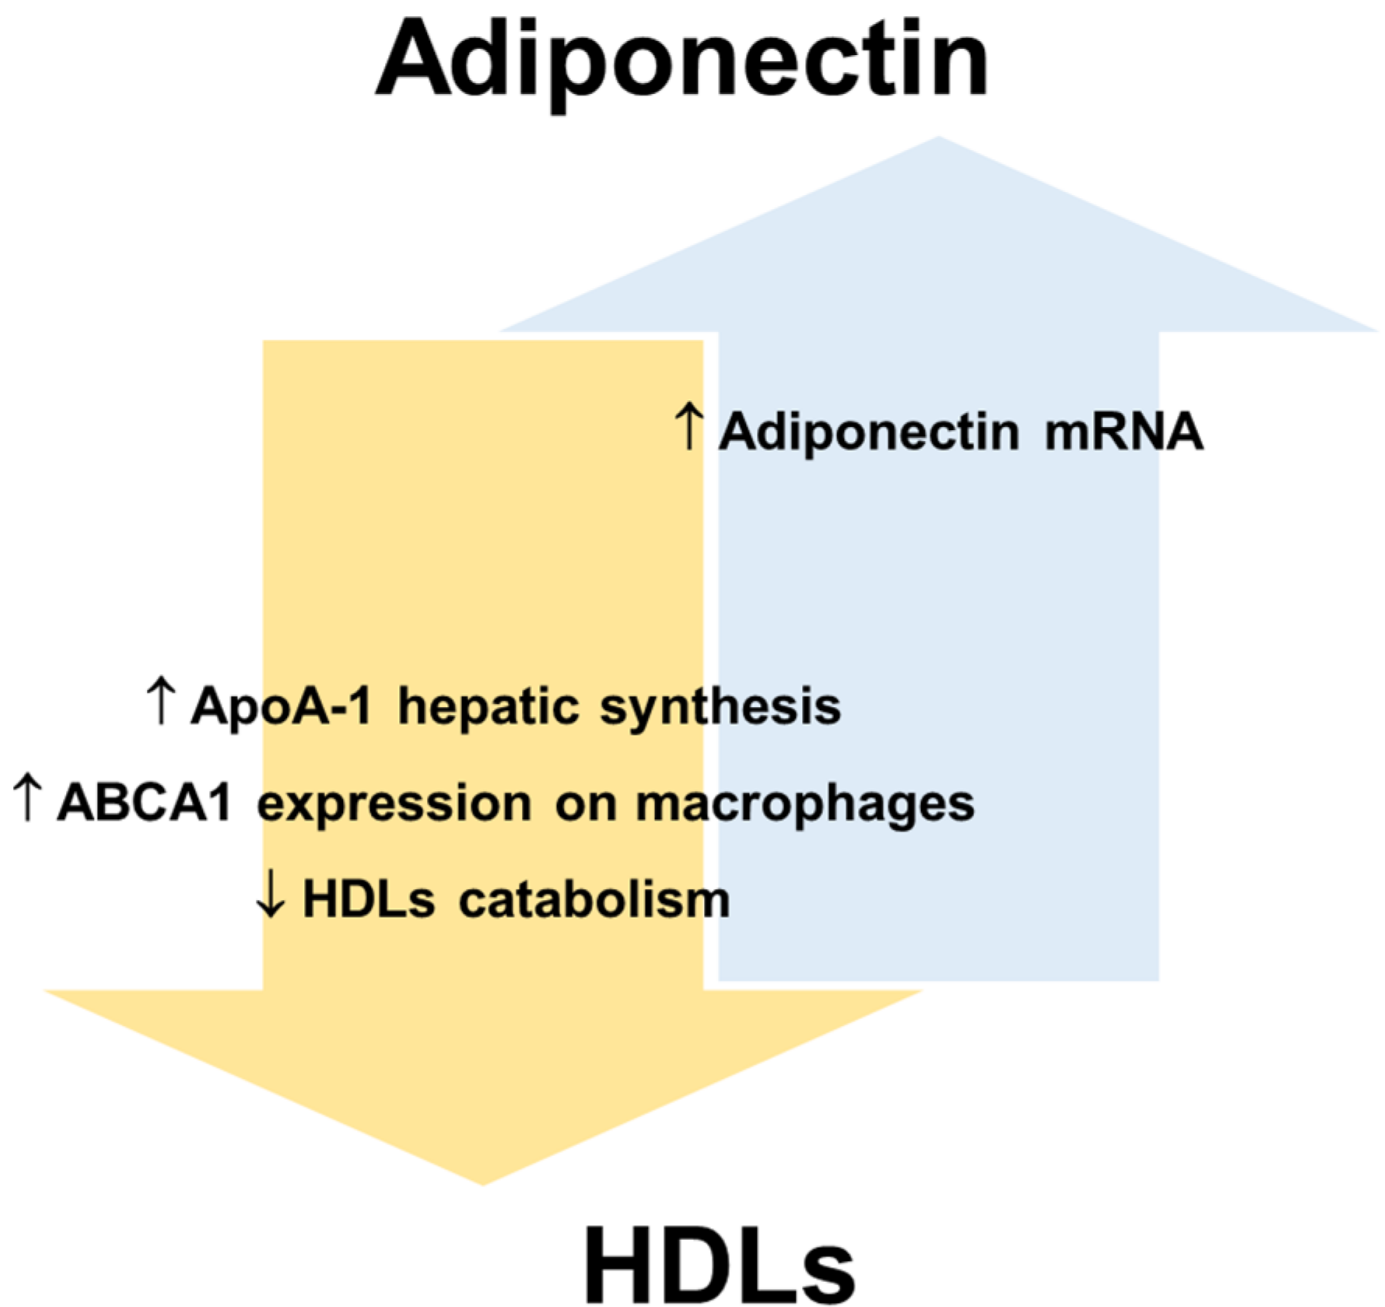 Adiponectin
↑ Adiponectin mRNA
↑ ApoA-1 hepatic synthesis
↑ ABCA1 expression on macrophages
↓ HDLs catabolism
HDLs